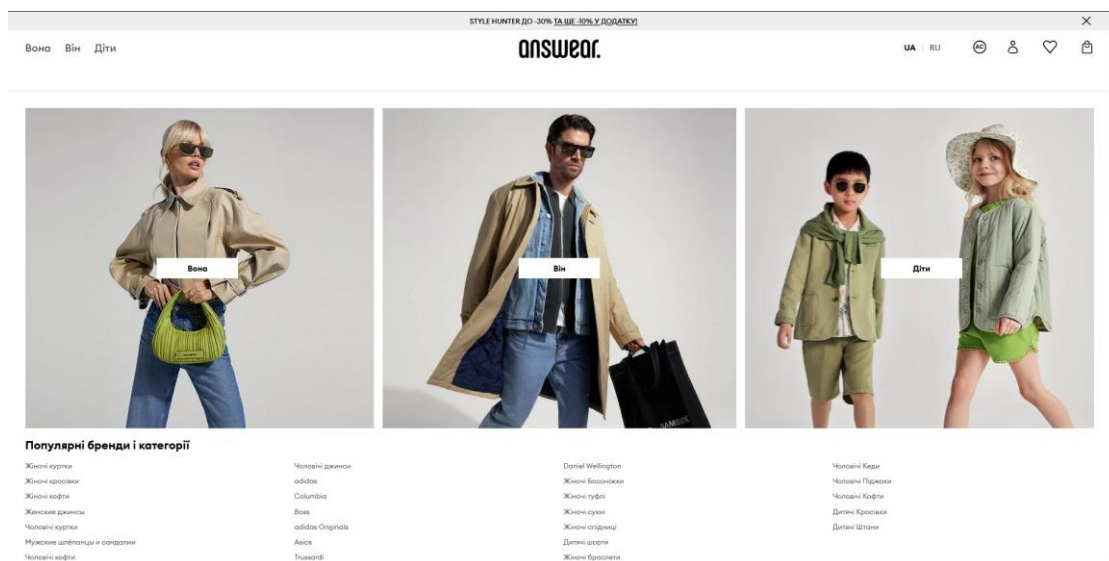 STYLE HUNTER ДО -30% ТА ЩЕ -10% У ДОДАТКУ!
Вона Він Діти
answear.
UA RU
AC
Вона
Він
Діти
SAMSOE
Популярні бренди і категорії
Жіночі куртки
Жіночі кросівки
Жіночі кофти
Женские джинсы
Чоловічі куртки
Мужские шлёпанцы и сандалии
Чоловічі кофти
Чоловічі джинси
adidas
Columbia
Boss
adidas Originals
Asics
Trussardi
Daniel Wellington
Жіночі Босоніжки
Жіночі туфлі
Жіночі сукні
Жіночі спідниці
Дитячі шорти
Жіночі браслети
Чоловічі Кеди
Чоловічі Піджаки
Чоловічі Кофти
Дитячі Кросівки
Дитячі Штани